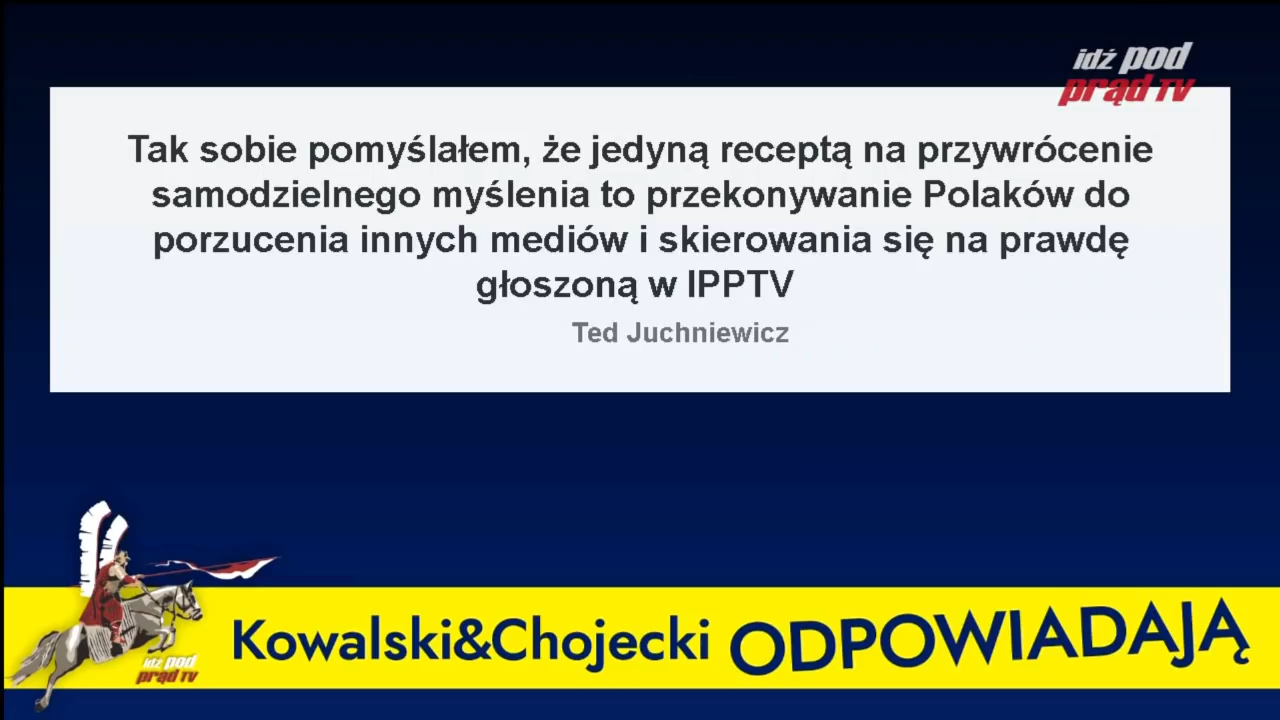 idź pod
prąd TV
Tak sobie pomyślałem, że jedyną receptą na przywrócenie
samodzielnego myślenia to przekonywanie Polaków do
porzucenia innych mediów i skierowania się na prawdę
głoszoną w IPPTV
Ted Juchniewicz
Kowalski&Chojecki ODPOWIADAJĄ
idź pod
prąd TV